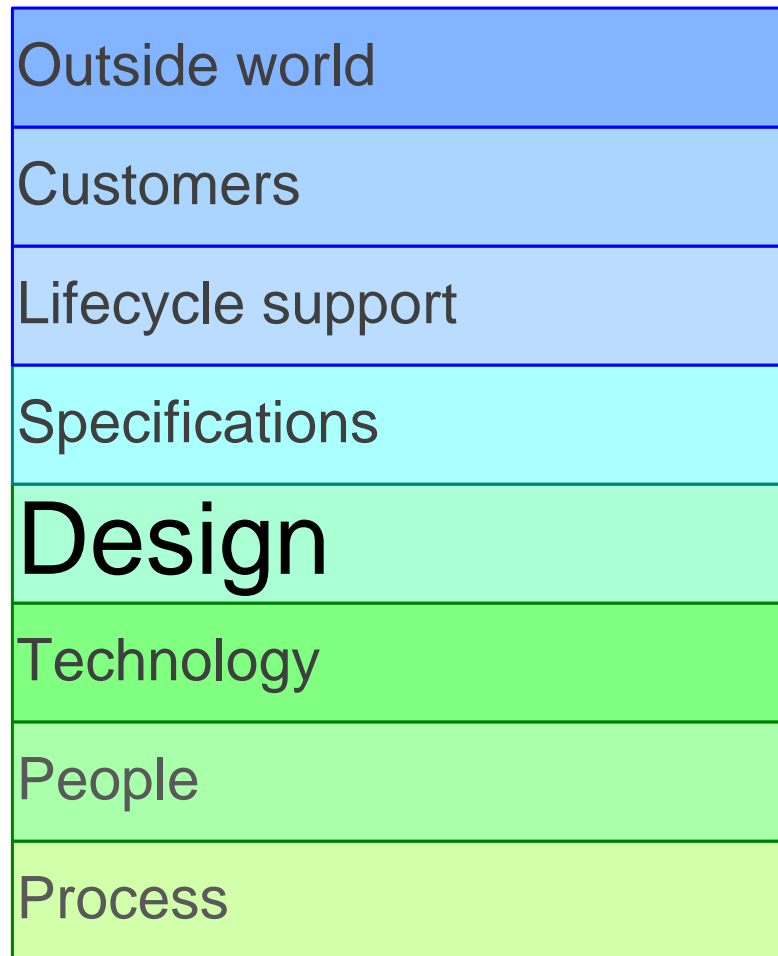 Outside world
Customers
Lifecycle support
Specifications
Design
Technology
People
Process